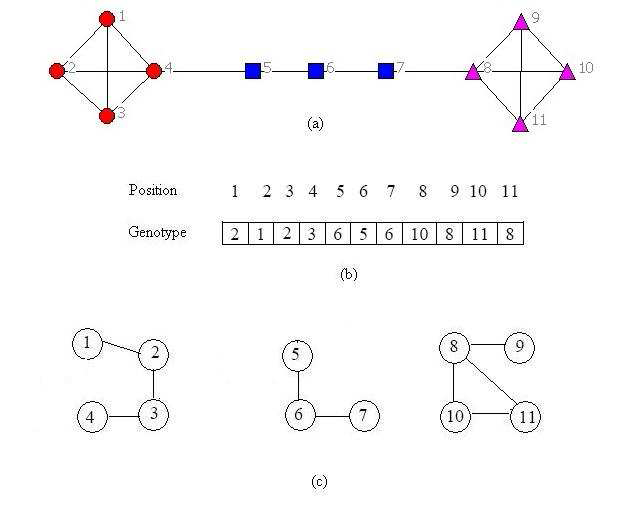 1
9
2 4 5 6 7 8 10
3 11
(a)
Position 1 2 3 4 5 6 7 8 9 10 11
Genotype 2 1 2 3 6 5 6 10 8 11 8
(b)
1 2 5 8 9
4 3 6 7 10 11
(c)